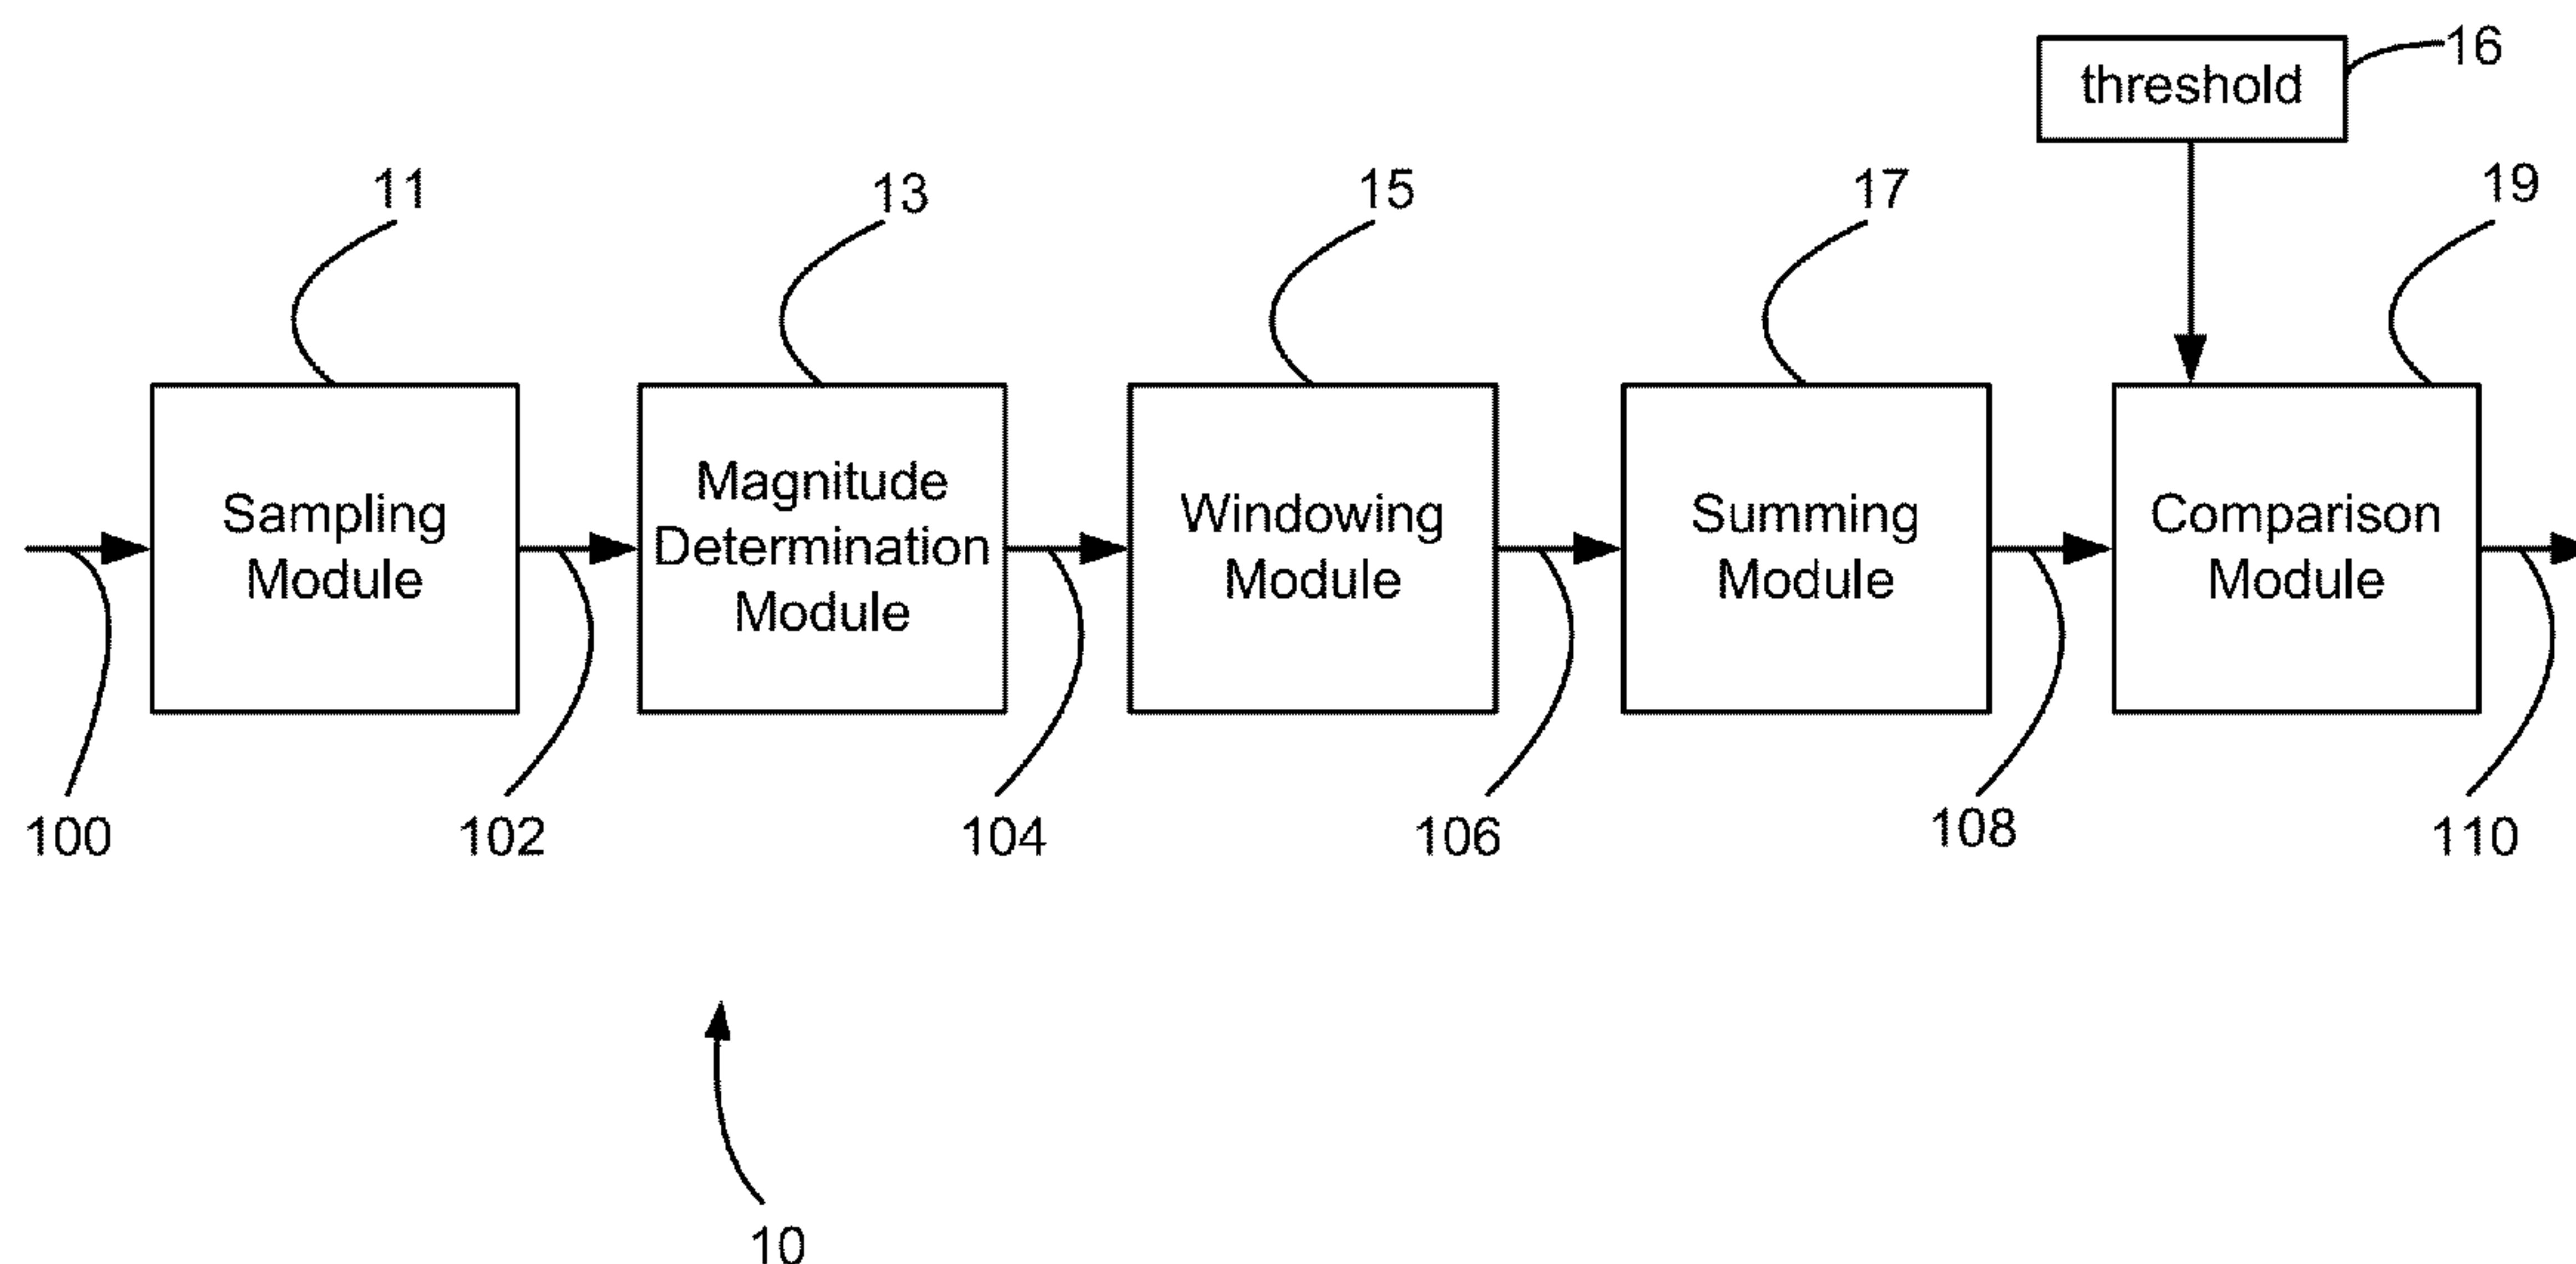 16
threshold
11
13
15
17
19
Sampling
Module
Magnitude
Determination
Module
Windowing
Module
Summing
Module
Comparison
Module
100
102
104
106
108
110
10